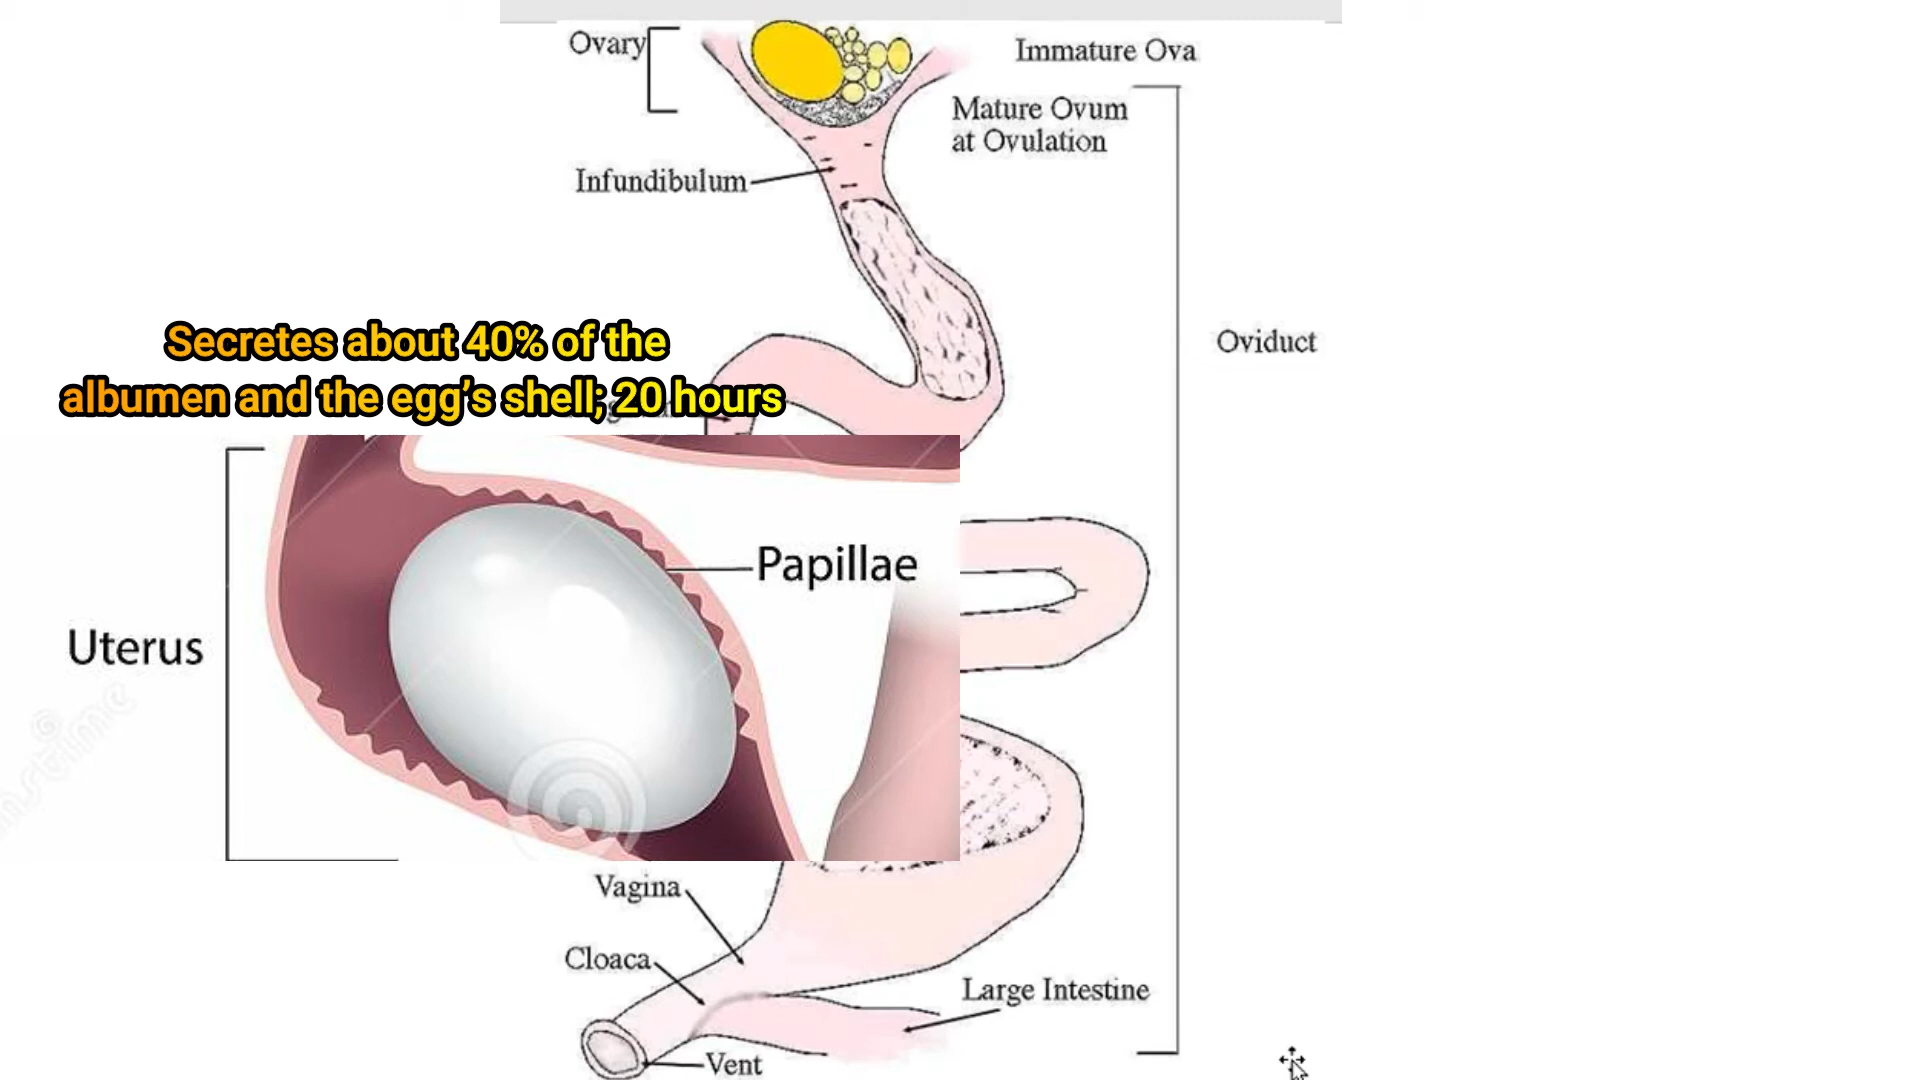 Ovary
Immature Ova
Mature Ovum
at Ovulation
Infundibulum
Oviduct
Secretes about 40% of the
albumen and the egg’s shell; 20 hours
Papillae
Uterus
Vagina
Cloaca
Large Intestine
Vent